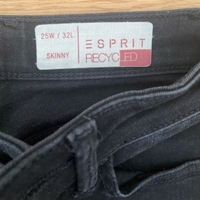 25W / 32L
SKINNY
ESPRIT
RECYCLED